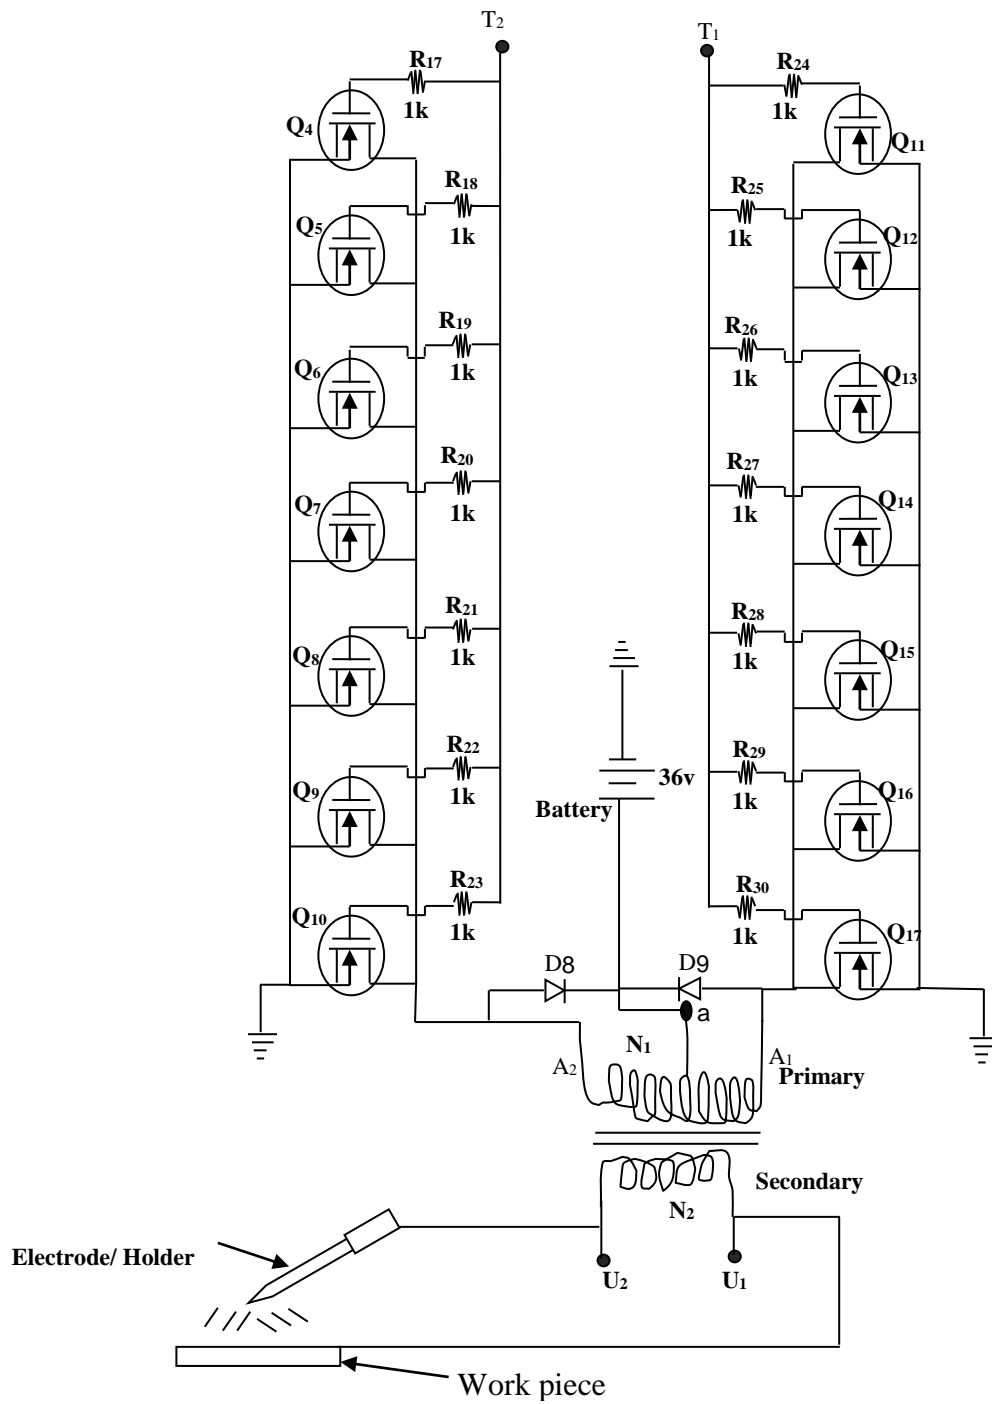 T2
T1
R17
1k
Q4
R24
1k
Q11
R18
1k
Q5
R25
1k
Q12
R19
1k
Q6
R26
1k
Q13
R20
1k
Q7
R27
1k
Q14
R21
1k
Q8
R28
1k
Q15
R22
1k
Q9
36v
Battery
R29
1k
Q16
R23
1k
Q10
R30
1k
Q17
D8
D9
a
N1
A2
A1
Primary
Secondary
N2
Electrode/ Holder
U2
U1
Work piece